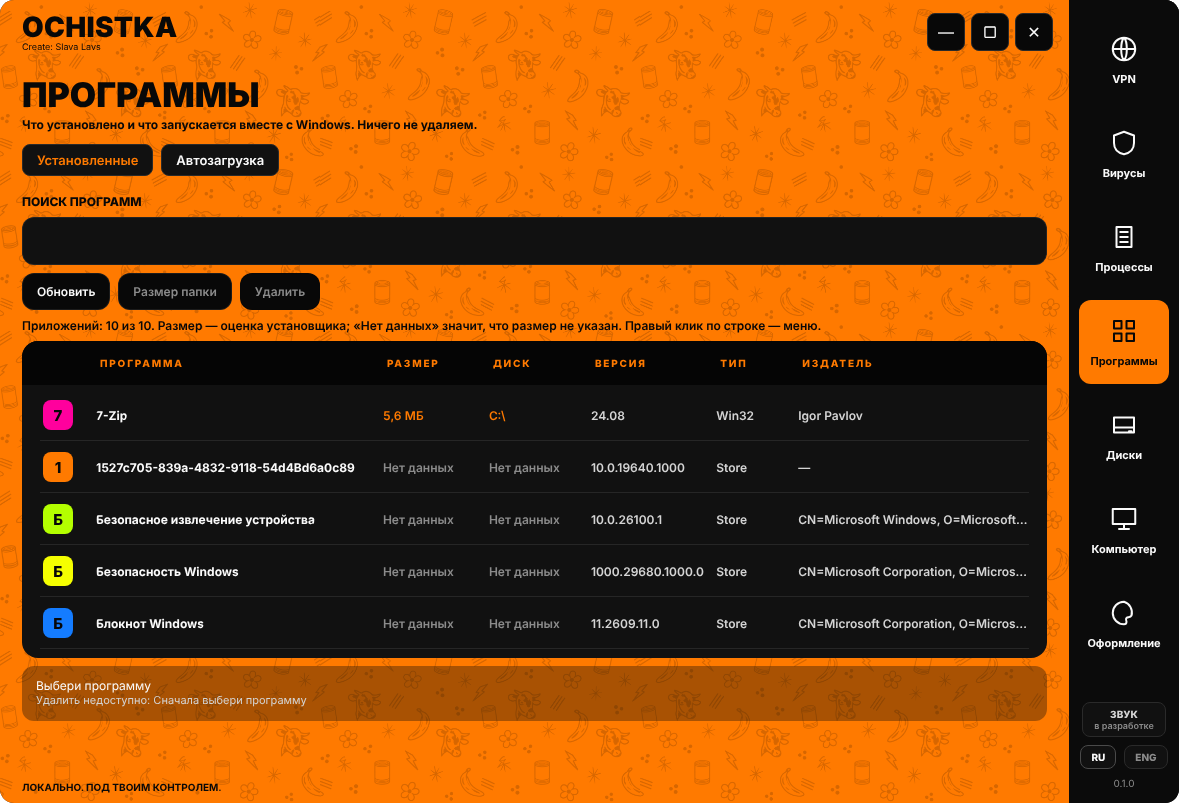 OCHISTKA
Create: Slava Lavs
ПРОГРАММЫ
Что установлено и что запускается вместе с Windows. Ничего не удаляем.
Установленные Автозагрузка
ПОИСК ПРОГРАММ
Обновить Размер папки Удалить
Приложений: 10 из 10. Размер — оценка установщика; «Нет данных» значит, что размер не указан. Правый клик по строке — меню.
ПРОГРАММА РАЗМЕР ДИСК ВЕРСИЯ ТИП ИЗДАТЕЛЬ
7 7-Zip 5,6 МБ C:\ 24.08 Win32 Igor Pavlov
1 1527c705-839a-4832-9118-54d4Bd6a0c89 Нет данных Нет данных 10.0.19640.1000 Store —
Б Безопасное извлечение устройства Нет данных Нет данных 10.0.26100.1 Store CN=Microsoft Windows, O=Microsoft...
Б Безопасность Windows Нет данных Нет данных 1000.29680.1000.0 Store CN=Microsoft Corporation, O=Micros...
Б Блокнот Windows Нет данных Нет данных 11.2609.11.0 Store CN=Microsoft Corporation, O=Micros...
Выбери программу
Удалить недоступно: Сначала выбери программу
ЛОКАЛЬНО. ПОД ТВОИМ КОНТРОЛЕМ.
VPN
Вирусы
Процессы
Программы
Диски
Компьютер
Оформление
ЗВУК
в разработке
RU ENG
0.1.0